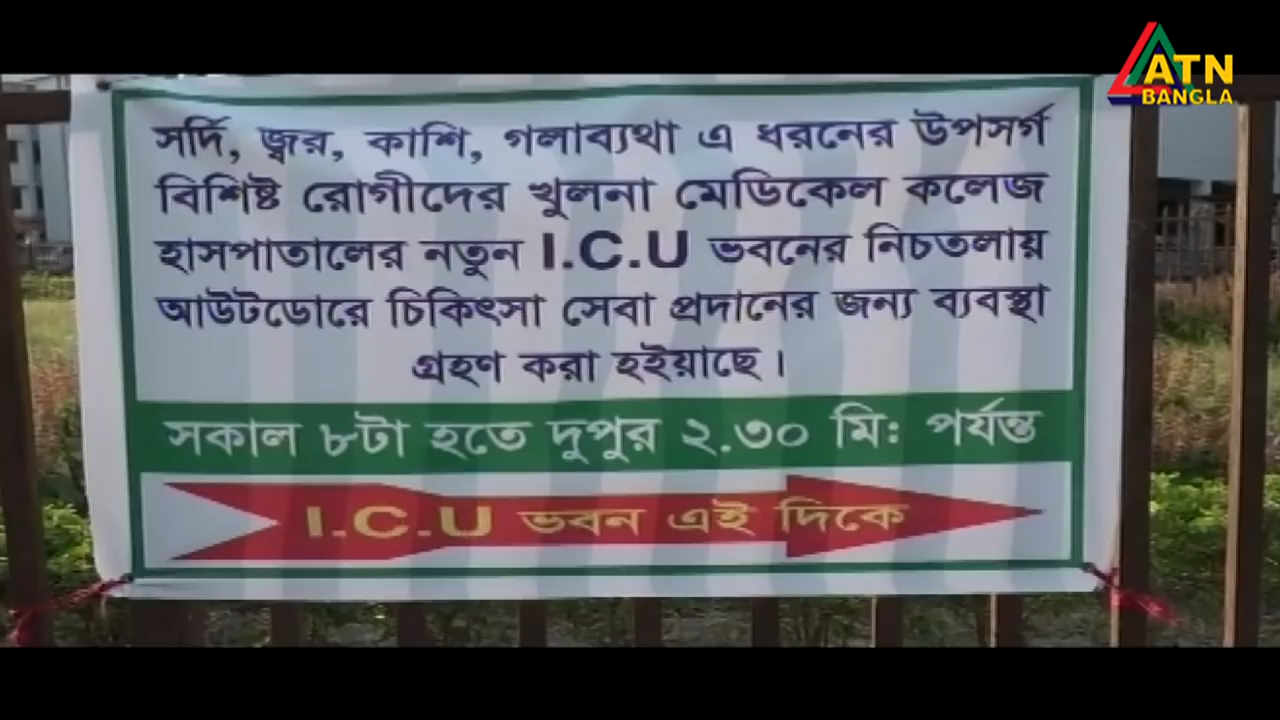 ATN
BANGLA
সর্দি, জ্বর, কাশি, গলাব্যথা এ ধরনের উপসর্গ
বিশিষ্ট রোগীদের খুলনা মেডিকেল কলেজ
হাসপাতালের নতুন I.C.U ভবনের নিচতলায়
আউটডোরে চিকিৎসা সেবা প্রদানের জন্য ব্যবস্থা
গ্রহণ করা হইয়াছে।
সকাল ৮টা হতে দুপুর ২.৩০ মি: পর্যন্ত
I.C.U ভবন এই দিকে